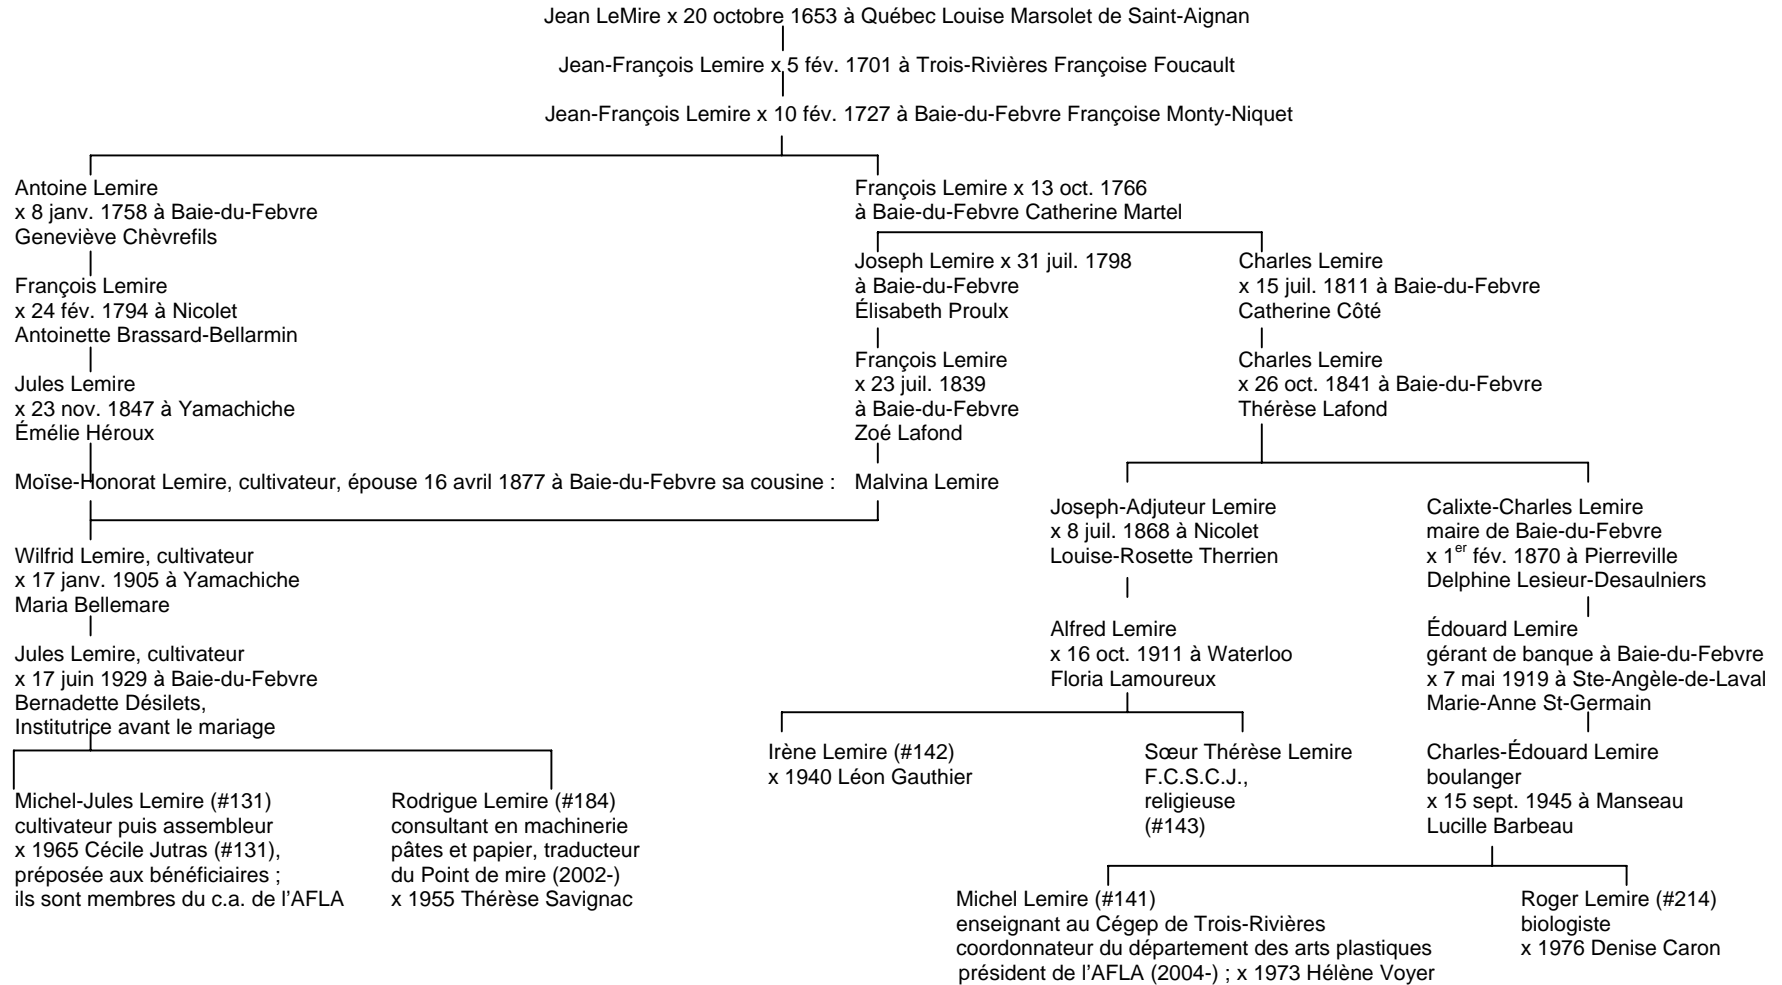 Jean LeMire x 20 octobre 1653 à Québec Louise Marsolet de Saint-Aignan
Jean-François Lemire x 5 fév. 1701 à Trois-Rivières Françoise Foucault
Jean-François Lemire x 10 fév. 1727 à Baie-du-Febvre Françoise Monty-Niquet
Antoine Lemire
x 8 janv. 1758 à Baie-du-Febvre
Geneviève Chèvrefils
François Lemire x 13 oct. 1766
à Baie-du-Febvre Catherine Martel
François Lemire
x 24 fév. 1794 à Nicolet
Antoinette Brassard-Bellarmin
Joseph Lemire x 31 juil. 1798
à Baie-du-Febvre
Élisabeth Proulx
Charles Lemire
x 15 juil. 1811 à Baie-du-Febvre
Catherine Côté
Jules Lemire
x 23 nov. 1847 à Yamachiche
Émélie Héroux
François Lemire
x 23 juil. 1839
à Baie-du-Febvre
Zoé Lafond
Charles Lemire
x 26 oct. 1841 à Baie-du-Febvre
Thérèse Lafond
Moïse-Honorat Lemire, cultivateur, épouse 16 avril 1877 à Baie-du-Febvre sa cousine : Malvina Lemire
Joseph-Adjuteur Lemire
x 8 juil. 1868 à Nicolet
Louise-Rosette Therrien
Calixte-Charles Lemire
maire de Baie-du-Febvre
x 1er fév. 1870 à Pierreville
Delphine Lesieur-Desaulniers
Wilfrid Lemire, cultivateur
x 17 janv. 1905 à Yamachiche
Maria Bellemare
Alfred Lemire
x 16 oct. 1911 à Waterloo
Floria Lamoureux
Édouard Lemire
gérant de banque à Baie-du-Febvre
x 7 mai 1919 à Ste-Angèle-de-Laval
Marie-Anne St-Germain
Jules Lemire, cultivateur
x 17 juin 1929 à Baie-du-Febvre
Bernadette Désilets,
Institutrice avant le mariage
Irène Lemire (#142)
x 1940 Léon Gauthier
Sœur Thérèse Lemire
F.C.S.C.J.,
religieuse
(#143)
Charles-Édouard Lemire
boulanger
x 15 sept. 1945 à Manseau
Lucille Barbeau
Michel-Jules Lemire (#131)
cultivateur puis assembleur
x 1965 Cécile Jutras (#131),
préposée aux bénéficiaires ;
ils sont membres du c.a. de l'AFLA
Rodrigue Lemire (#184)
consultant en machinerie
pâtes et papier, traducteur
du Point de mire (2002-)
x 1955 Thérèse Savignac
Michel Lemire (#141)
enseignant au Cégep de Trois-Rivières
coordonnateur du département des arts plastiques
président de l'AFLA (2004-) ; x 1973 Hélène Voyer
Roger Lemire (#214)
biologiste
x 1976 Denise Caron